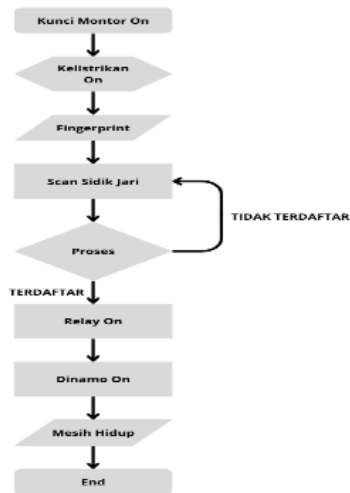 Kunci Montor On
Kelistrikan
On
Fingerprint
Scan Sidik Jari
TIDAK TERDAFTAR
Proses
TERDAFTAR
Relay On
Dinamo On
Mesih Hidup
End